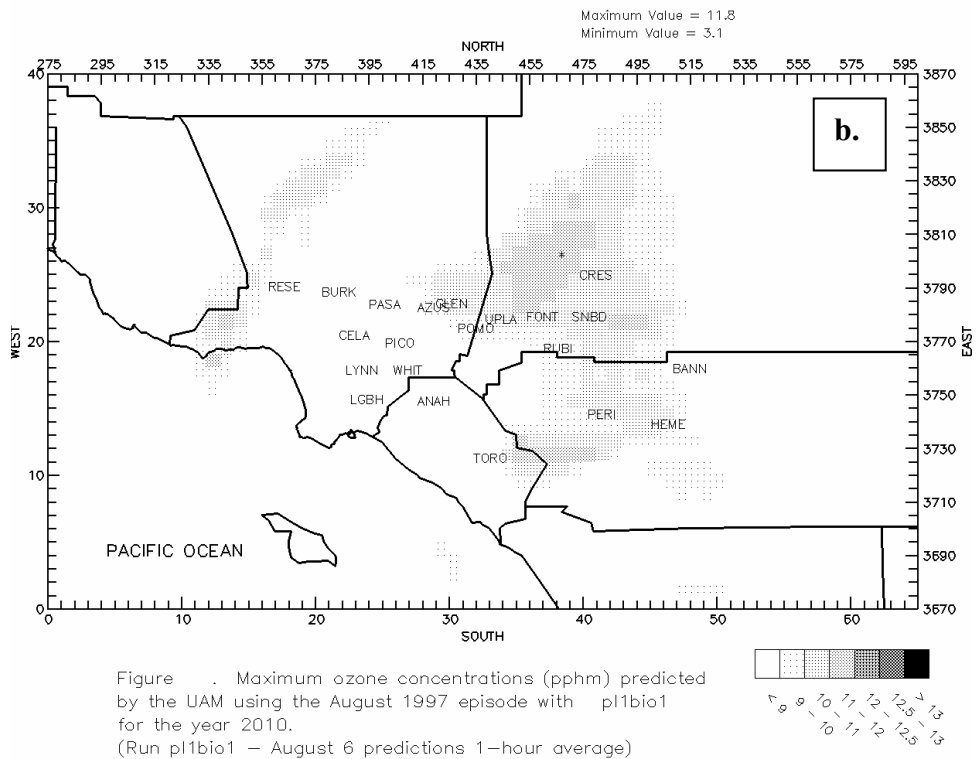 Maximum Value = 11.8
Minimum Value = 3.1
NORTH
275 295 315 335 355 375 395 415 435 455 475 495 515 535 555 575 595
40 3870
b.
3850
3830
30
3810
CRES
RESE BURK 3790
PASA AZUS GLEN
UPLA FONT SNBD
POMO
CELA PICO
WEST 20 RUBI 3770 EAST
LYNN WHIT BANN
LGBH ANAH 3750
PERI HEME
3730
TORO
10
3710
PACIFIC OCEAN 3690
0 3670
0 10 20 30 40 50 60
SOUTH
Figure . Maximum ozone concentrations (pphm) predicted
by the UAM using the August 1997 episode with pl1bio1
for the year 2010.
(Run pl1bio1 – August 6 predictions 1-hour average)
< 9
9 – 10
10 – 11
11 – 12
12 – 12.5
12.5 – 13
> 13